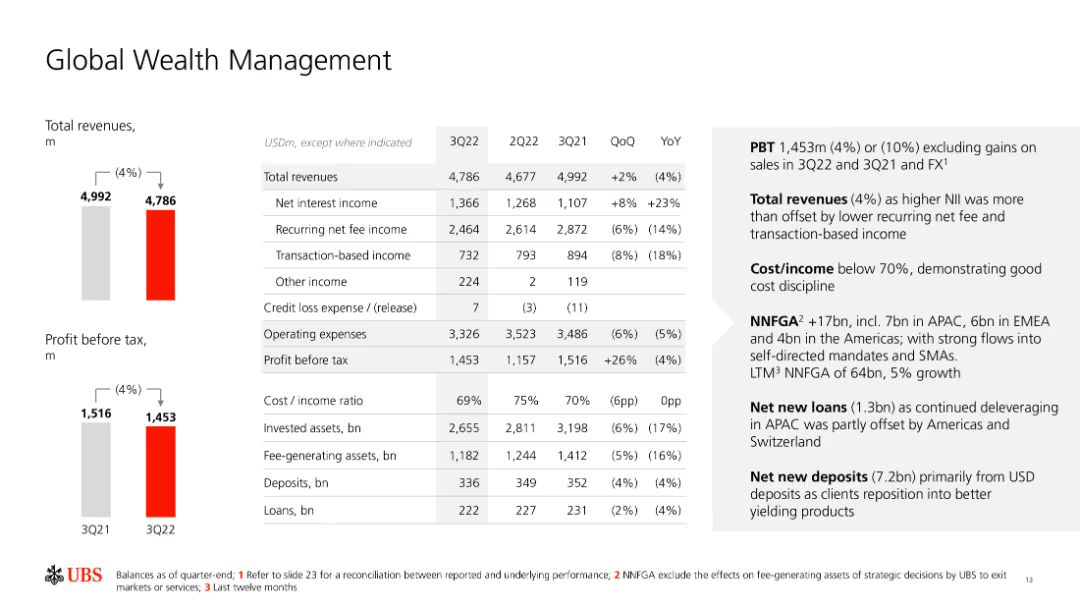 Global Wealth Management
Total revenues,
m
(4%)
4,992
4,786
Profit before tax,
m
(4%)
1,516
1,453
3Q21 3Q22
USDm, except where indicated 3Q22 2Q22 3Q21 QoQ YoY
Total revenues 4,786 4,677 4,992 +2% (4%)
Net interest income 1,366 1,268 1,107 +8% +23%
Recurring net fee income 2,464 2,614 2,872 (6%) (14%)
Transaction-based income 732 793 894 (8%) (18%)
Other income 224 2 119
Credit loss expense / (release) 7 (3) (11)
Operating expenses 3,326 3,523 3,486 (6%) (5%)
Profit before tax 1,453 1,157 1,516 +26% (4%)
Cost / income ratio 69% 75% 70% (6pp) 0pp
Invested assets, bn 2,655 2,811 3,198 (6%) (17%)
Fee-generating assets, bn 1,182 1,244 1,412 (5%) (16%)
Deposits, bn 336 349 352 (4%) (4%)
Loans, bn 222 227 231 (2%) (4%)
PBT 1,453m (4%) or (10%) excluding gains on
sales in 3Q22 and 3Q21 and FX1
Total revenues (4%) as higher NII was more
than offset by lower recurring net fee and
transaction-based income
Cost/income below 70%, demonstrating good
cost discipline
NNFGA2 +17bn, incl. 7bn in APAC, 6bn in EMEA
and 4bn in the Americas; with strong flows into
self-directed mandates and SMAs.
LTM3 NNFGA of 64bn, 5% growth
Net new loans (1.3bn) as continued deleveraging
in APAC was partly offset by Americas and
Switzerland
Net new deposits (7.2bn) primarily from USD
deposits as clients reposition into better
yielding products
UBS
Balances as of quarter-end; 1 Refer to slide 23 for a reconciliation between reported and underlying performance; 2 NNFGA exclude the effects on fee-generating assets of strategic decisions by UBS to exit
markets or services; 3 Last twelve months
13